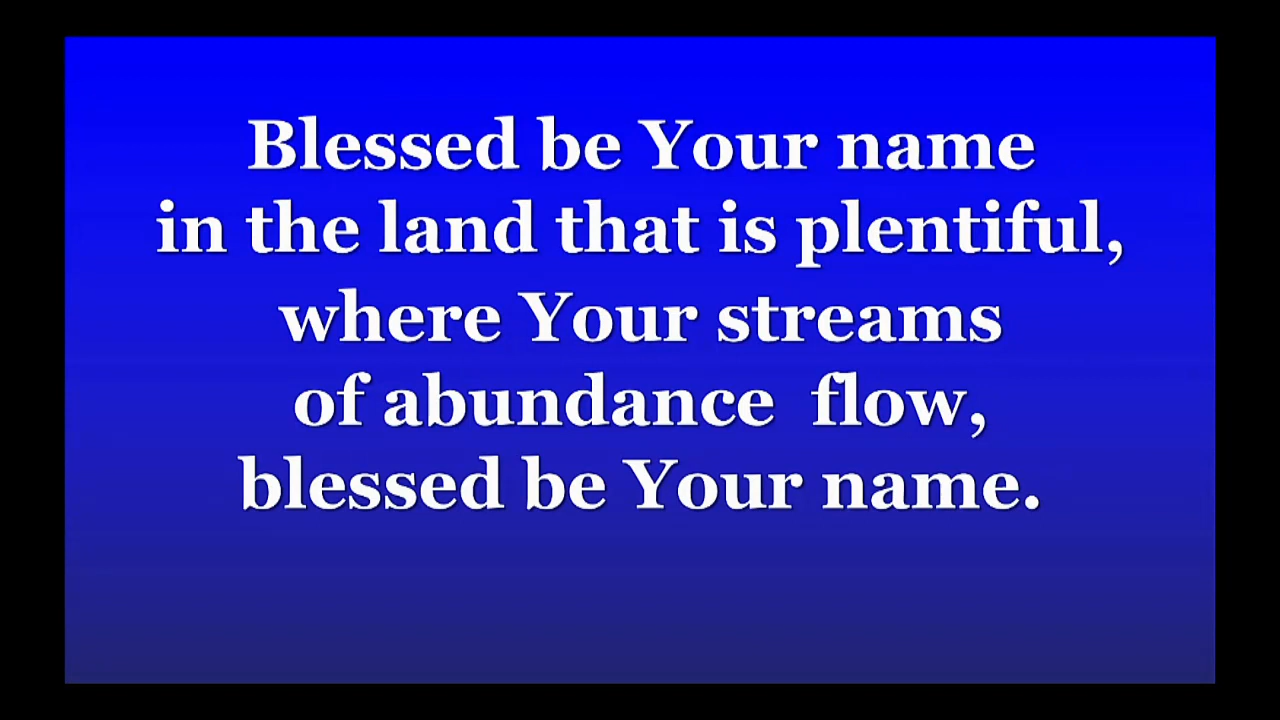 Blessed be Your name
in the land that is plentiful,
where Your streams
of abundance  flow,
blessed be Your name.